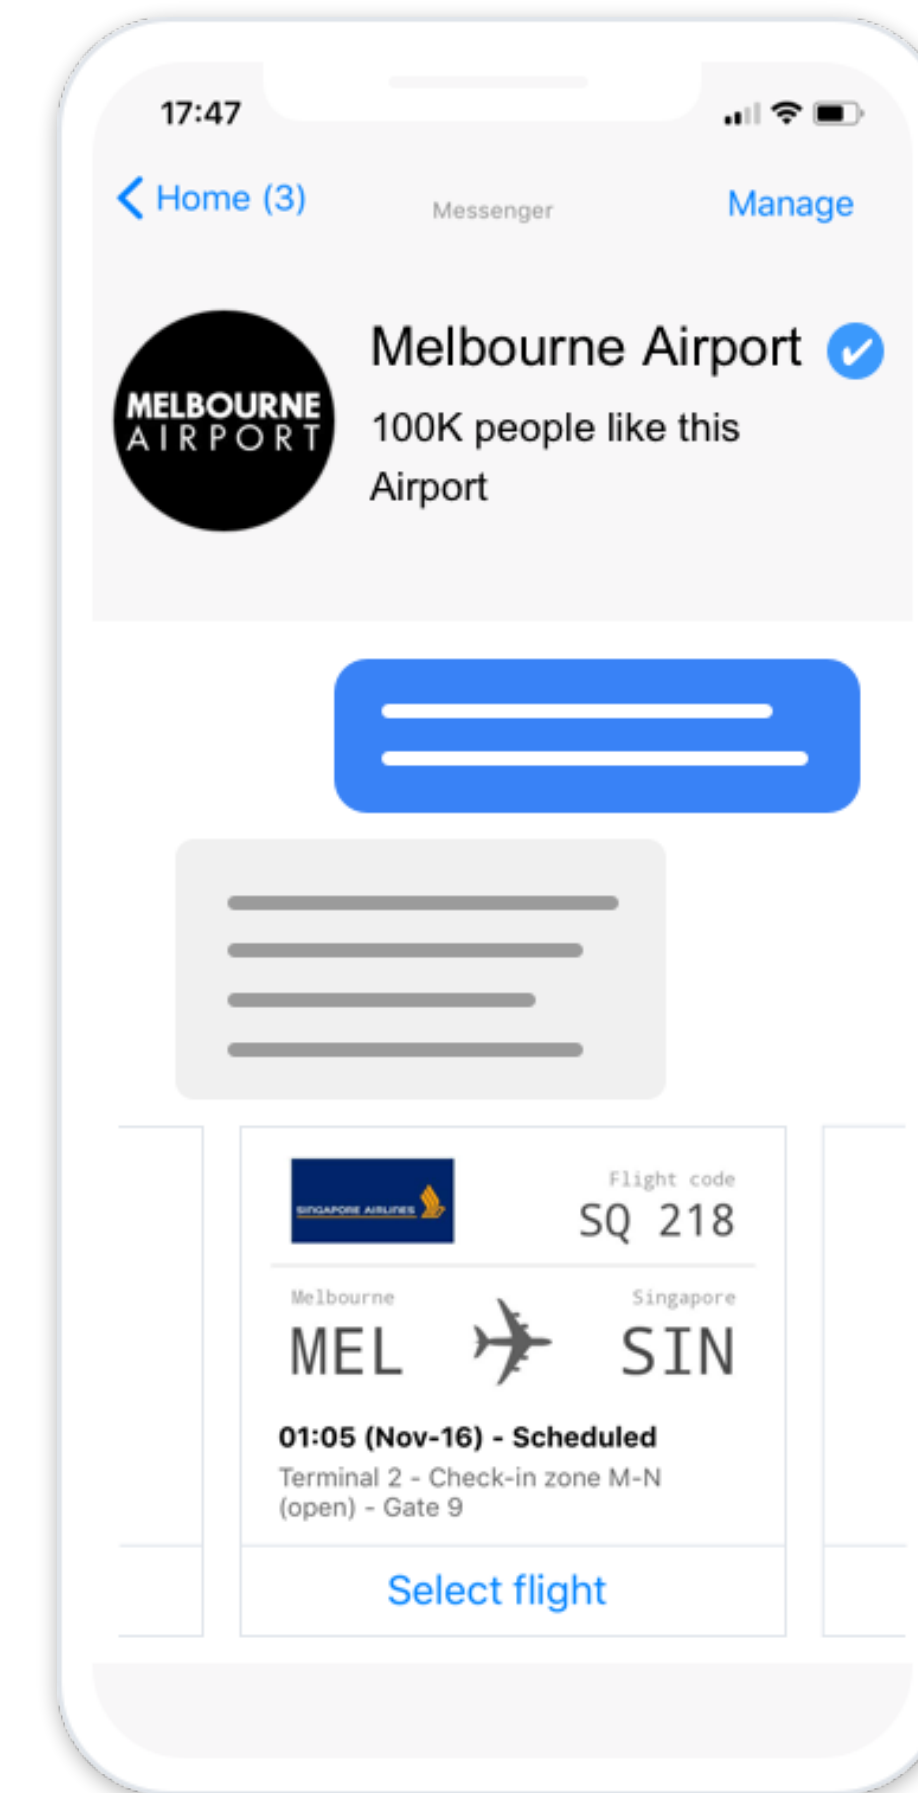 17:47
Home (3)
Messenger
Manage
MELBOURNE
AIRPORT
Melbourne Airport
100K people like this
Airport
SINGAPORE AIRLINES
Flight code
SQ 218
Melbourne
Singapore
MEL
SIN
01:05 (Nov-16) - Scheduled
Terminal 2 - Check-in zone M-N
(open) - Gate 9
Select flight